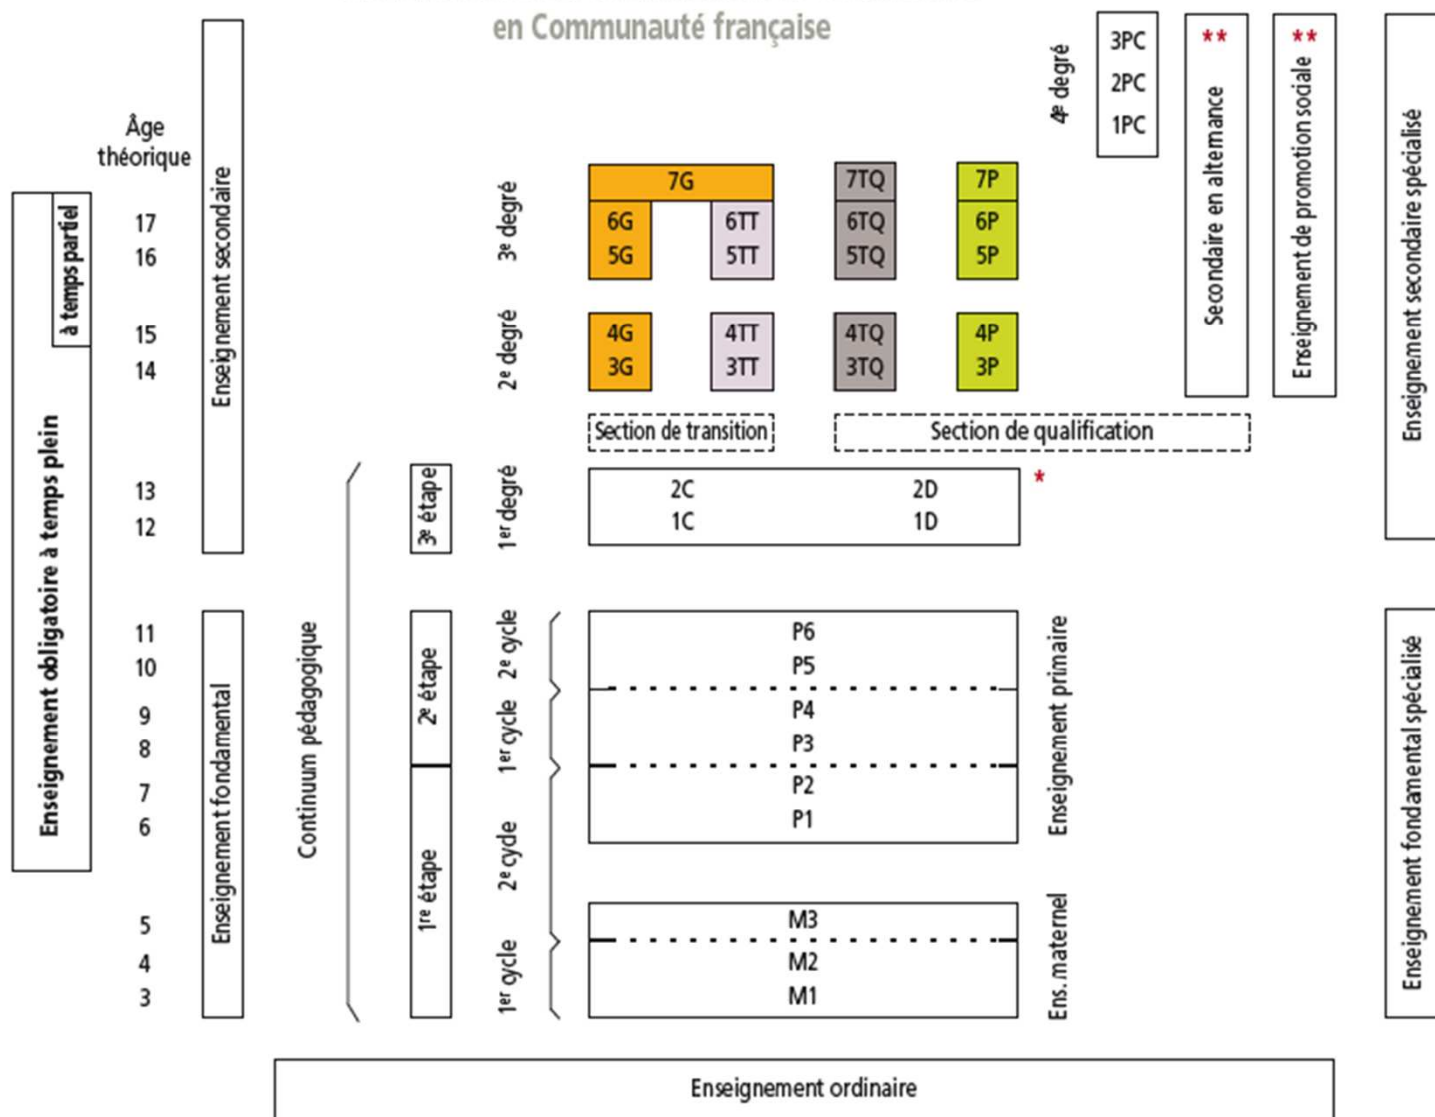 en Communauté française
Âge
théorique
17
16
15
14
13
12
11
10
9
8
7
6
5
4
3
à temps partiel
Enseignement obligatoire à temps plein
Enseignement secondaire
Enseignement fondamental
Continuum pédagogique
3e étape
2e étape
1re étape
3e degré
2e degré
1er degré
2e cycle
1er cycle
2e cycle
1er cycle
7G
6G
5G
6TT
5TT
7TQ
6TQ
5TQ
7P
6P
5P
4G
3G
4TT
3TT
4TQ
3TQ
4P
3P
Section de transition
Section de qualification
2C
1C
2D
1D
*
P6
P5
P4
P3
P2
P1
M3
M2
M1
Enseignement primaire
Ens. maternel
4e degré
3PC
2PC
1PC
Secondaire en alternance **
Enseignement de promotion sociale **
Enseignement secondaire spécialisé
Enseignement fondamental spécialisé
Enseignement ordinaire